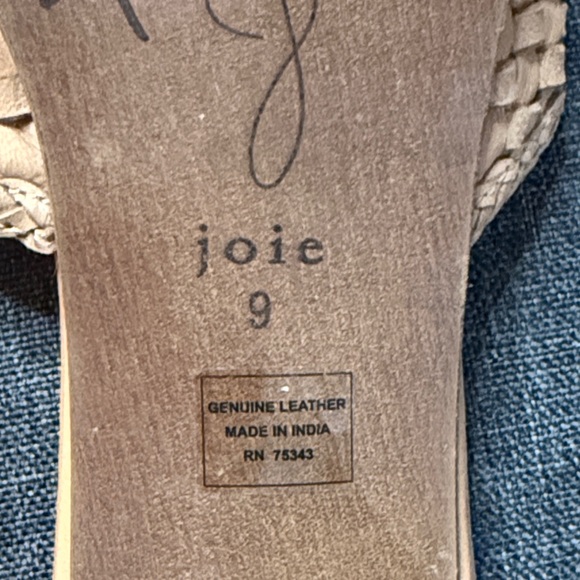 joie
9
GENUINE LEATHER
MADE IN INDIA
RN 75343